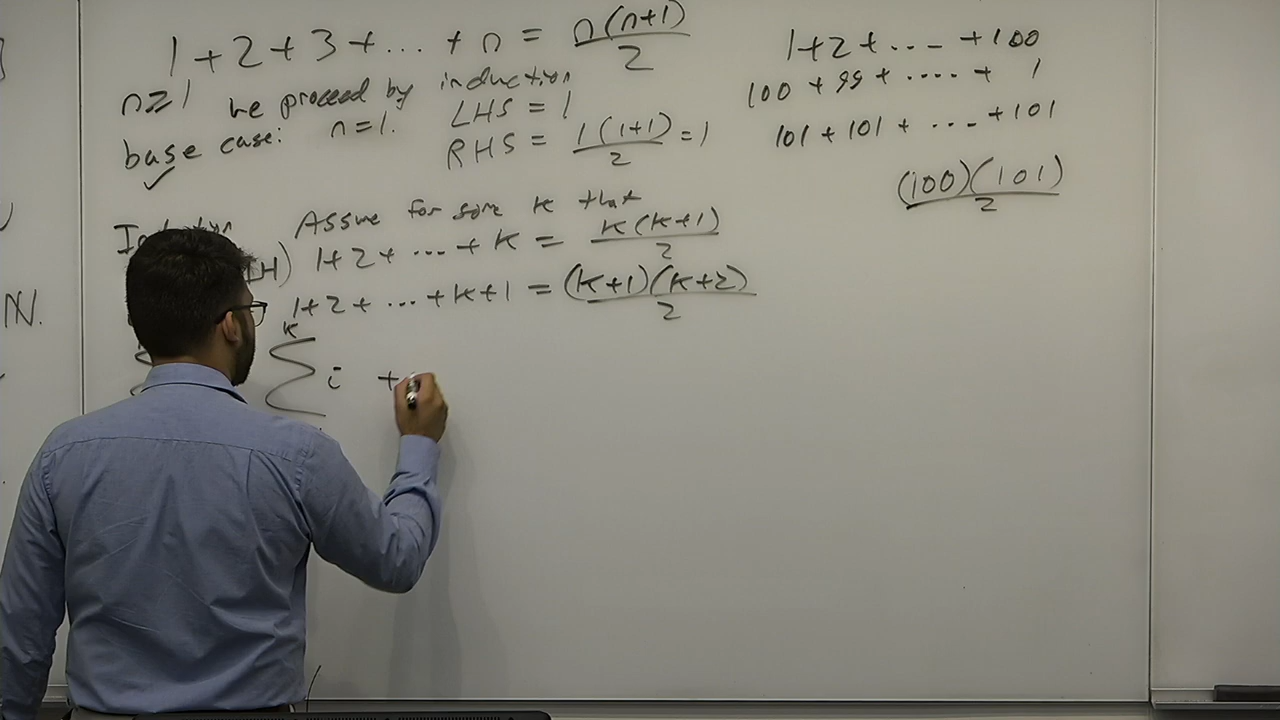 1+2+3+... +n = n(n+1)/2
n≥1 we proceed by induction
base case: n=1. LHS = 1
RHS = 1(1+1)/2 = 1
✓
Assume for some k that
IH) 1+2+ ... +k = k(k+1)/2
1+2+ ... +k+1 = (k+1)(k+2)/2
k
Σ i +
1+2+ .... +100
100 +99+ .... + 1
101 +101+ ... +101
(100)(101)/2
N.